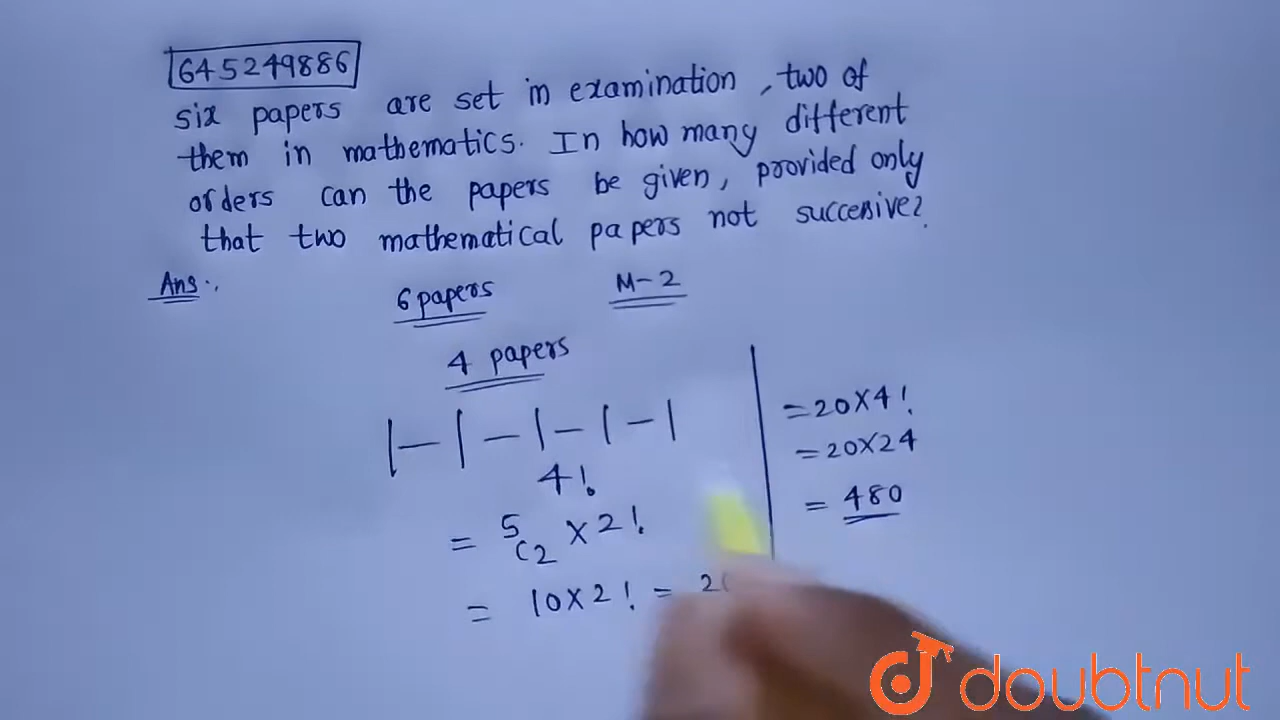 645249886
six papers are set in examination, two of
them in mathematics. In how many different
orders can the papers be given, provided only
that two mathematical papers not succesive?
Ans:.
6 papers M-2
4 papers
|-|-|-|-|
4!
= 5c2 × 2!
= 10×2! =
=20×4!
=20×24
= 480
doubtnut